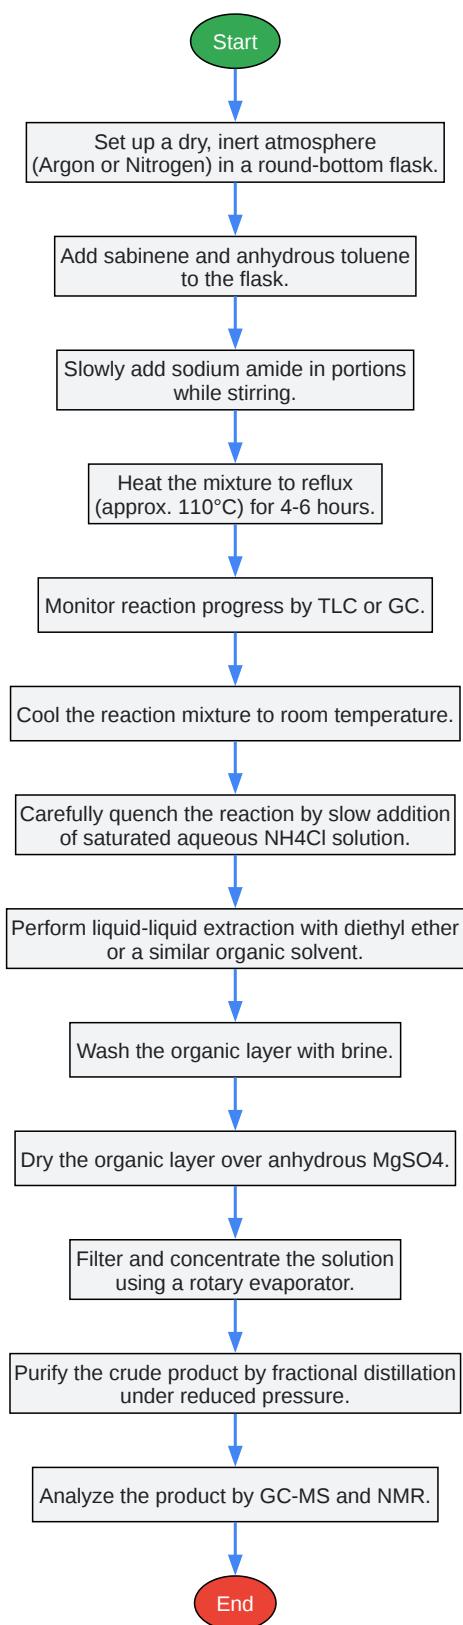 Start
Set up a dry, inert atmosphere
(Argon or Nitrogen) in a round-bottom flask.
Add sabinene and anhydrous toluene
to the flask.
Slowly add sodium amide in portions
while stirring.
Heat the mixture to reflux
(approx. 110°C) for 4-6 hours.
Monitor reaction progress by TLC or GC.
Cool the reaction mixture to room temperature.
Carefully quench the reaction by slow addition
of saturated aqueous NH4Cl solution.
Perform liquid-liquid extraction with diethyl ether
or a similar organic solvent.
Wash the organic layer with brine.
Dry the organic layer over anhydrous MgSO4.
Filter and concentrate the solution
using a rotary evaporator.
Purify the crude product by fractional distillation
under reduced pressure.
Analyze the product by GC-MS and NMR.
End